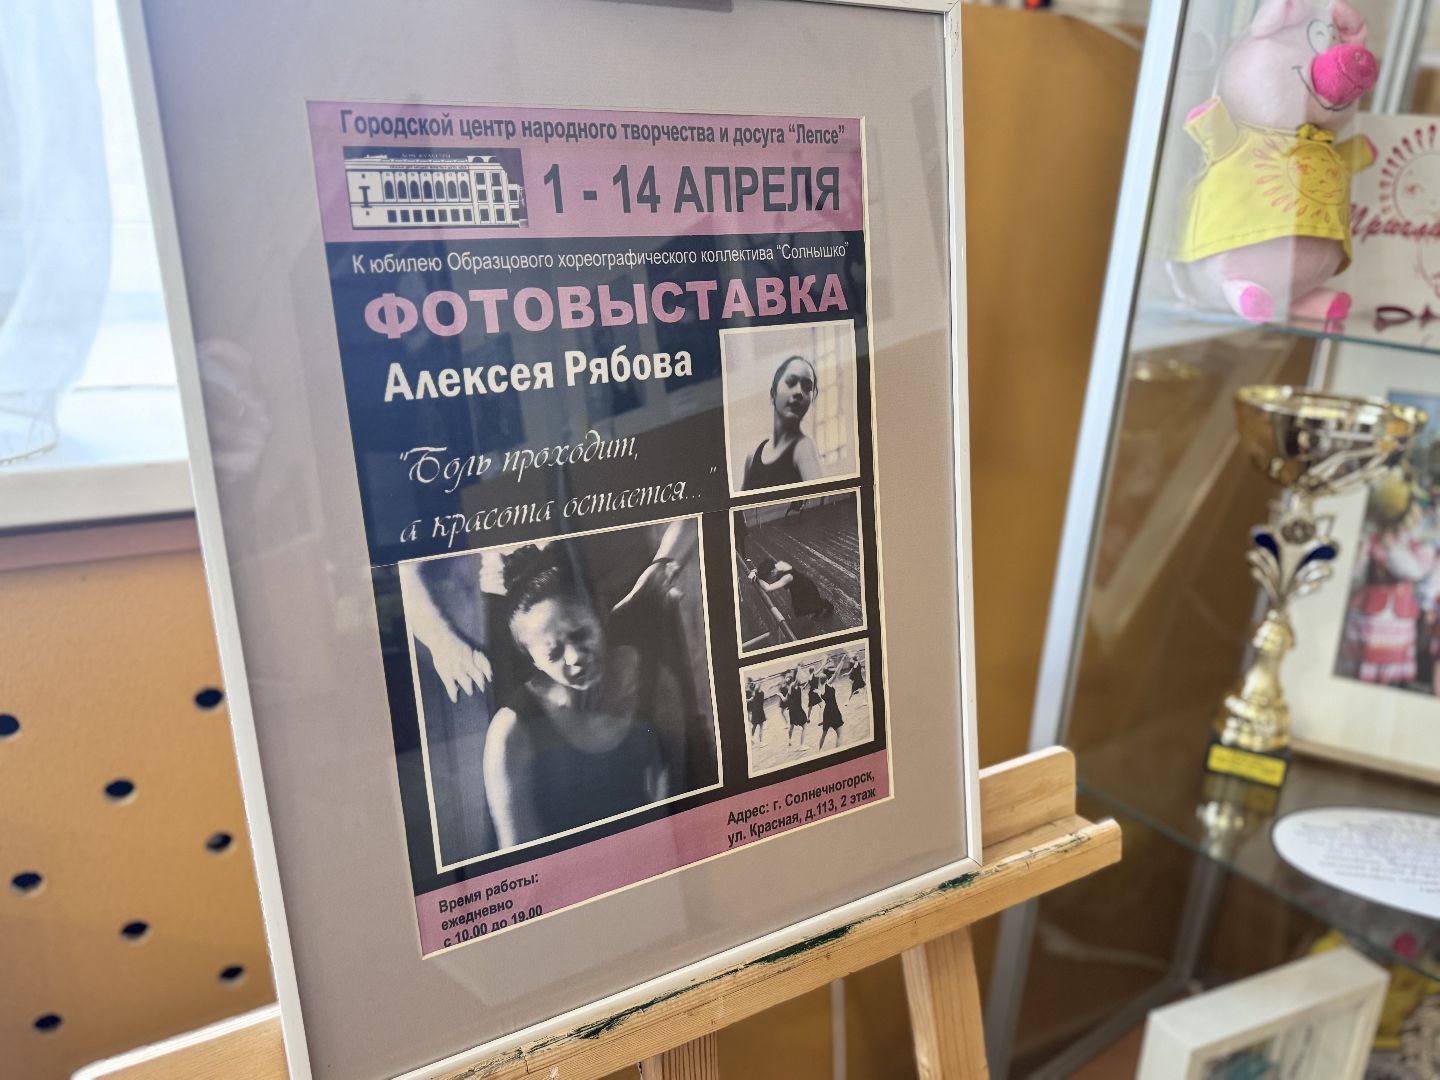 Городской центр народного творчества и досуга “Лепсе”
1 - 14 АПРЕЛЯ
К юбилею Образцового хореографического коллектива “Солнышко”
ФОТОВЫСТАВКА
Алексея Рябова
"Боль проходит,
а красота остается... "
Адрес: г. Солнечногорск,
ул. Красная, д.113, 2 этаж
Время работы:
ежедневно
с 10.00 до 19.00